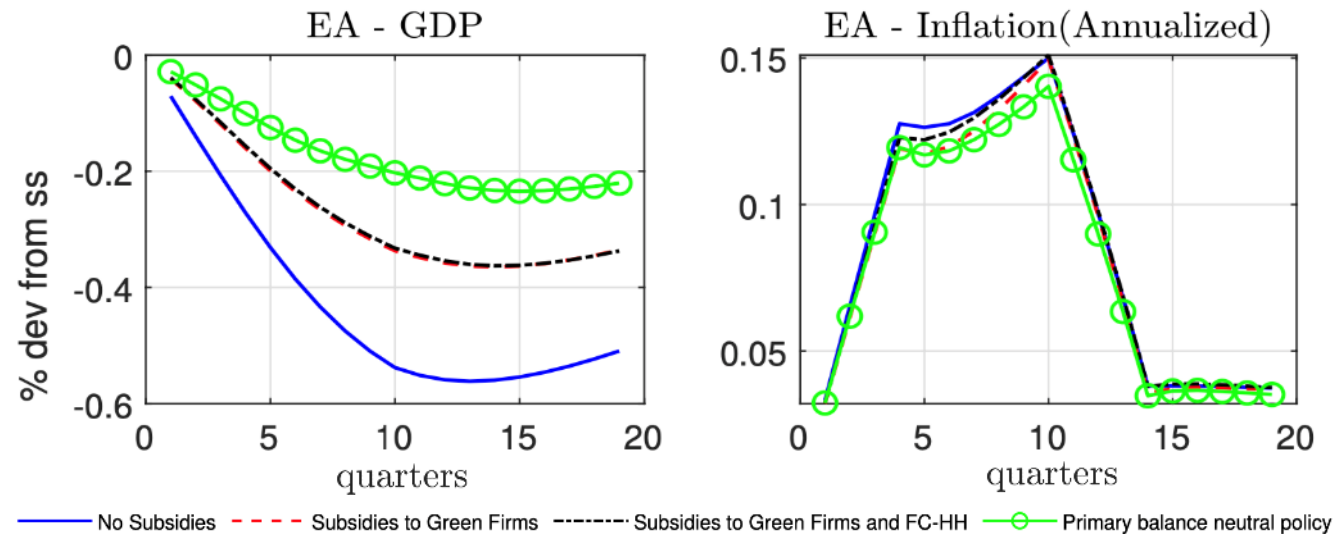 EA - GDP
EA - Inflation(Annualized)
% dev from ss
0
-0.2
-0.4
-0.6
0
5
10
15
20
quarters
0.15
0.1
0.05
0
5
10
15
20
quarters
No Subsidies
Subsidies to Green Firms
Subsidies to Green Firms and FC-HH
Primary balance neutral policy